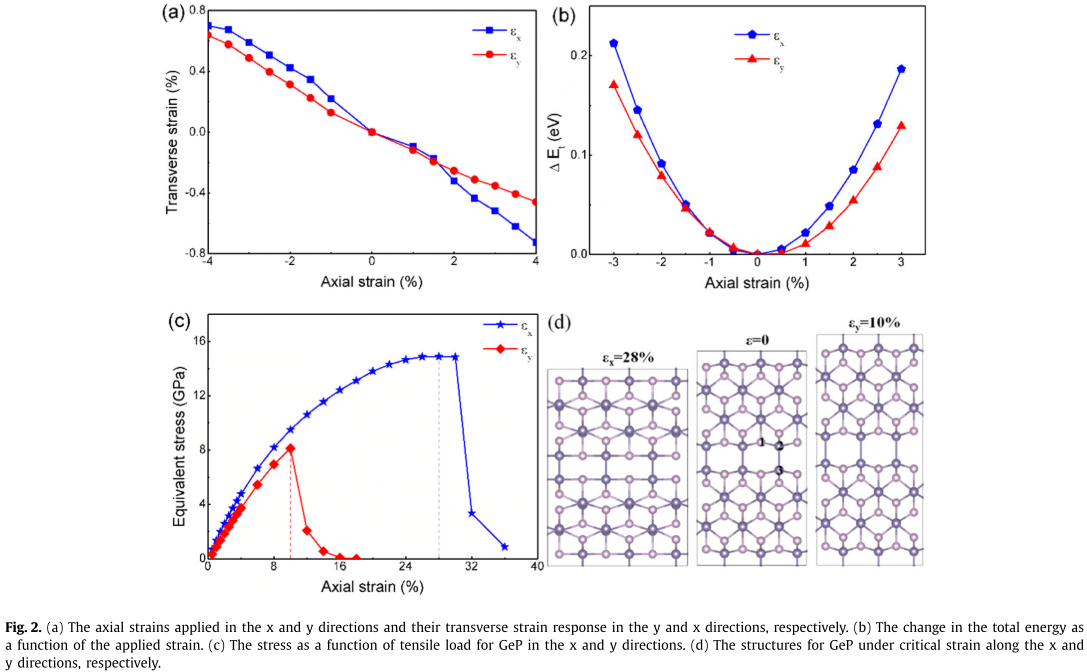 (a)
0.8
0.4
0.0
-0.4
-0.8
Transverse strain (%)
-4
-2
0
2
4
Axial strain (%)
εx
εy
(b)
0.2
0.1
0.0
Δ Et (eV)
-3
-2
-1
0
1
2
3
Axial strain (%)
εx
εy
(c)
16
12
8
4
0
Equivalent stress (GPa)
0
8
16
24
32
40
Axial strain (%)
εx
εy
(d)
εx=28%
ε=0
εy=10%
1
2
3
Fig. 2. (a) The axial strains applied in the x and y directions and their transverse strain response in the y and x directions, respectively. (b) The change in the total energy as
a function of the applied strain. (c) The stress as a function of tensile load for GeP in the x and y directions. (d) The structures for GeP under critical strain along the x and
y directions, respectively.